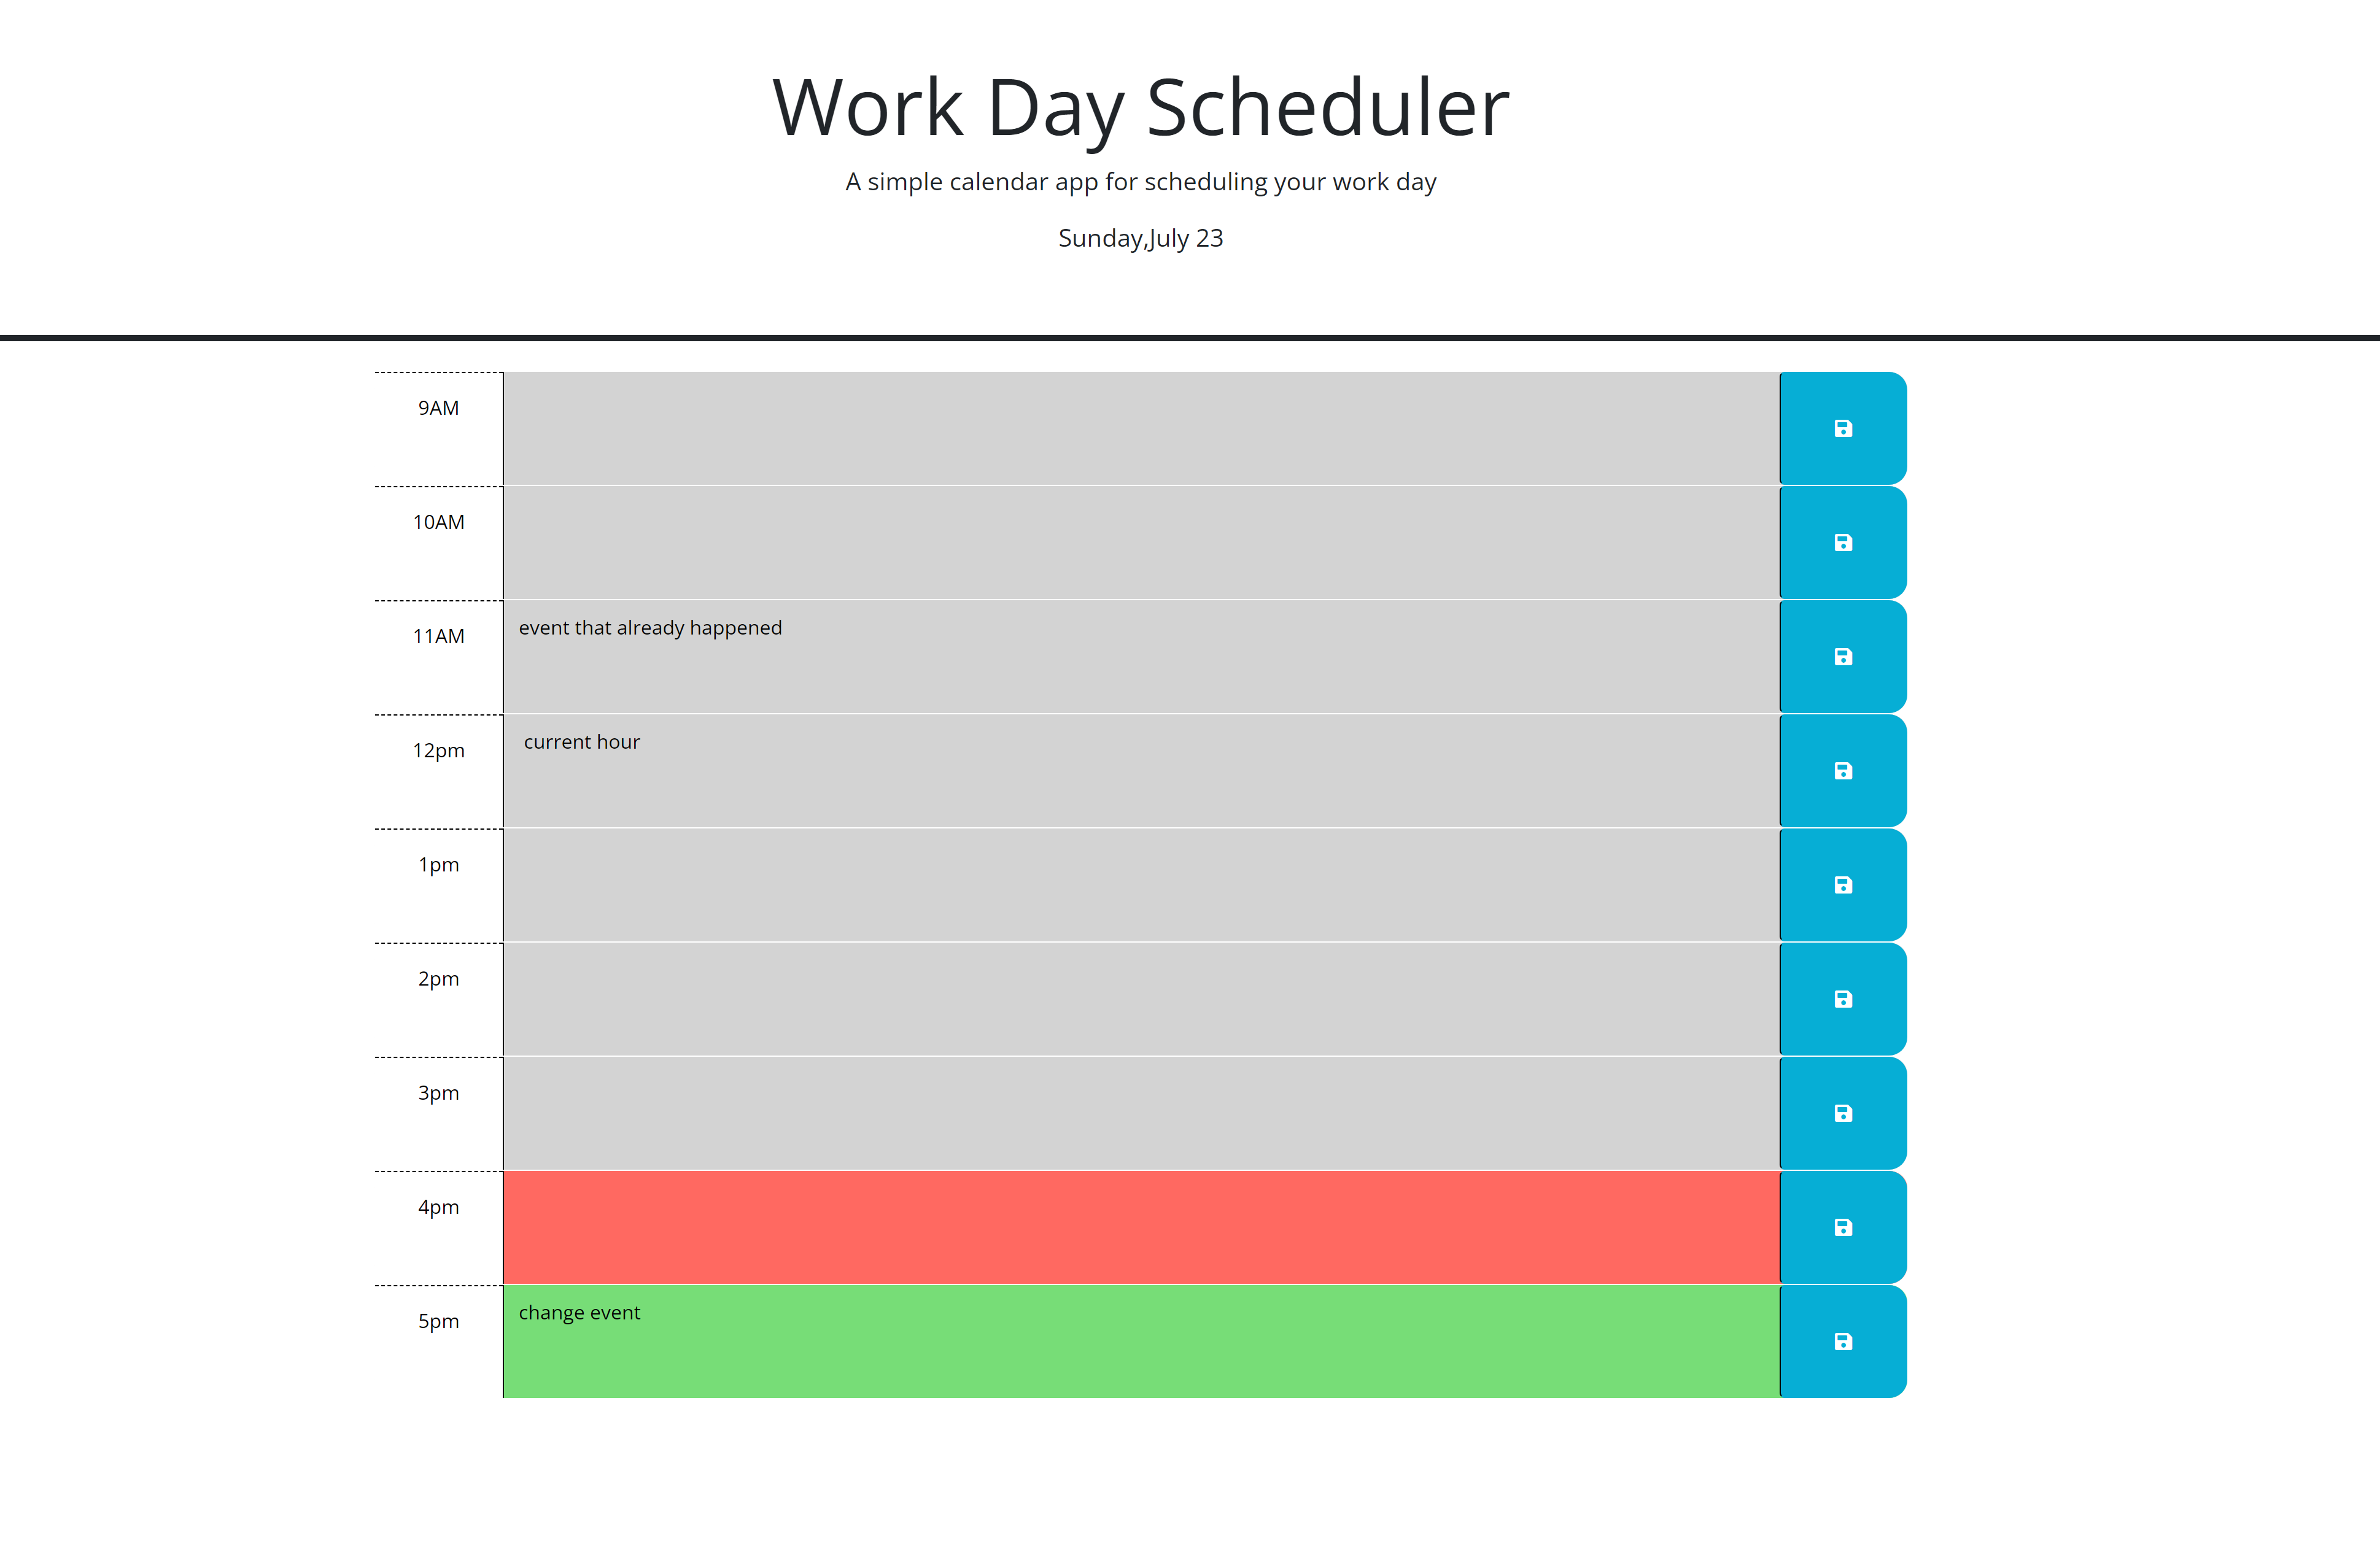 Work Day Scheduler
A simple calendar app for scheduling your work day
Sunday,July 23
9AM
10AM
11AM event that already happened
12pm current hour
1pm
2pm
3pm
4pm
5pm change event